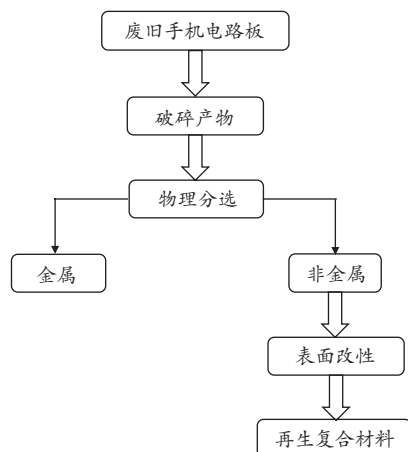 废旧手机电路板
破碎产物
物理分选
金属
非金属
表面改性
再生复合材料